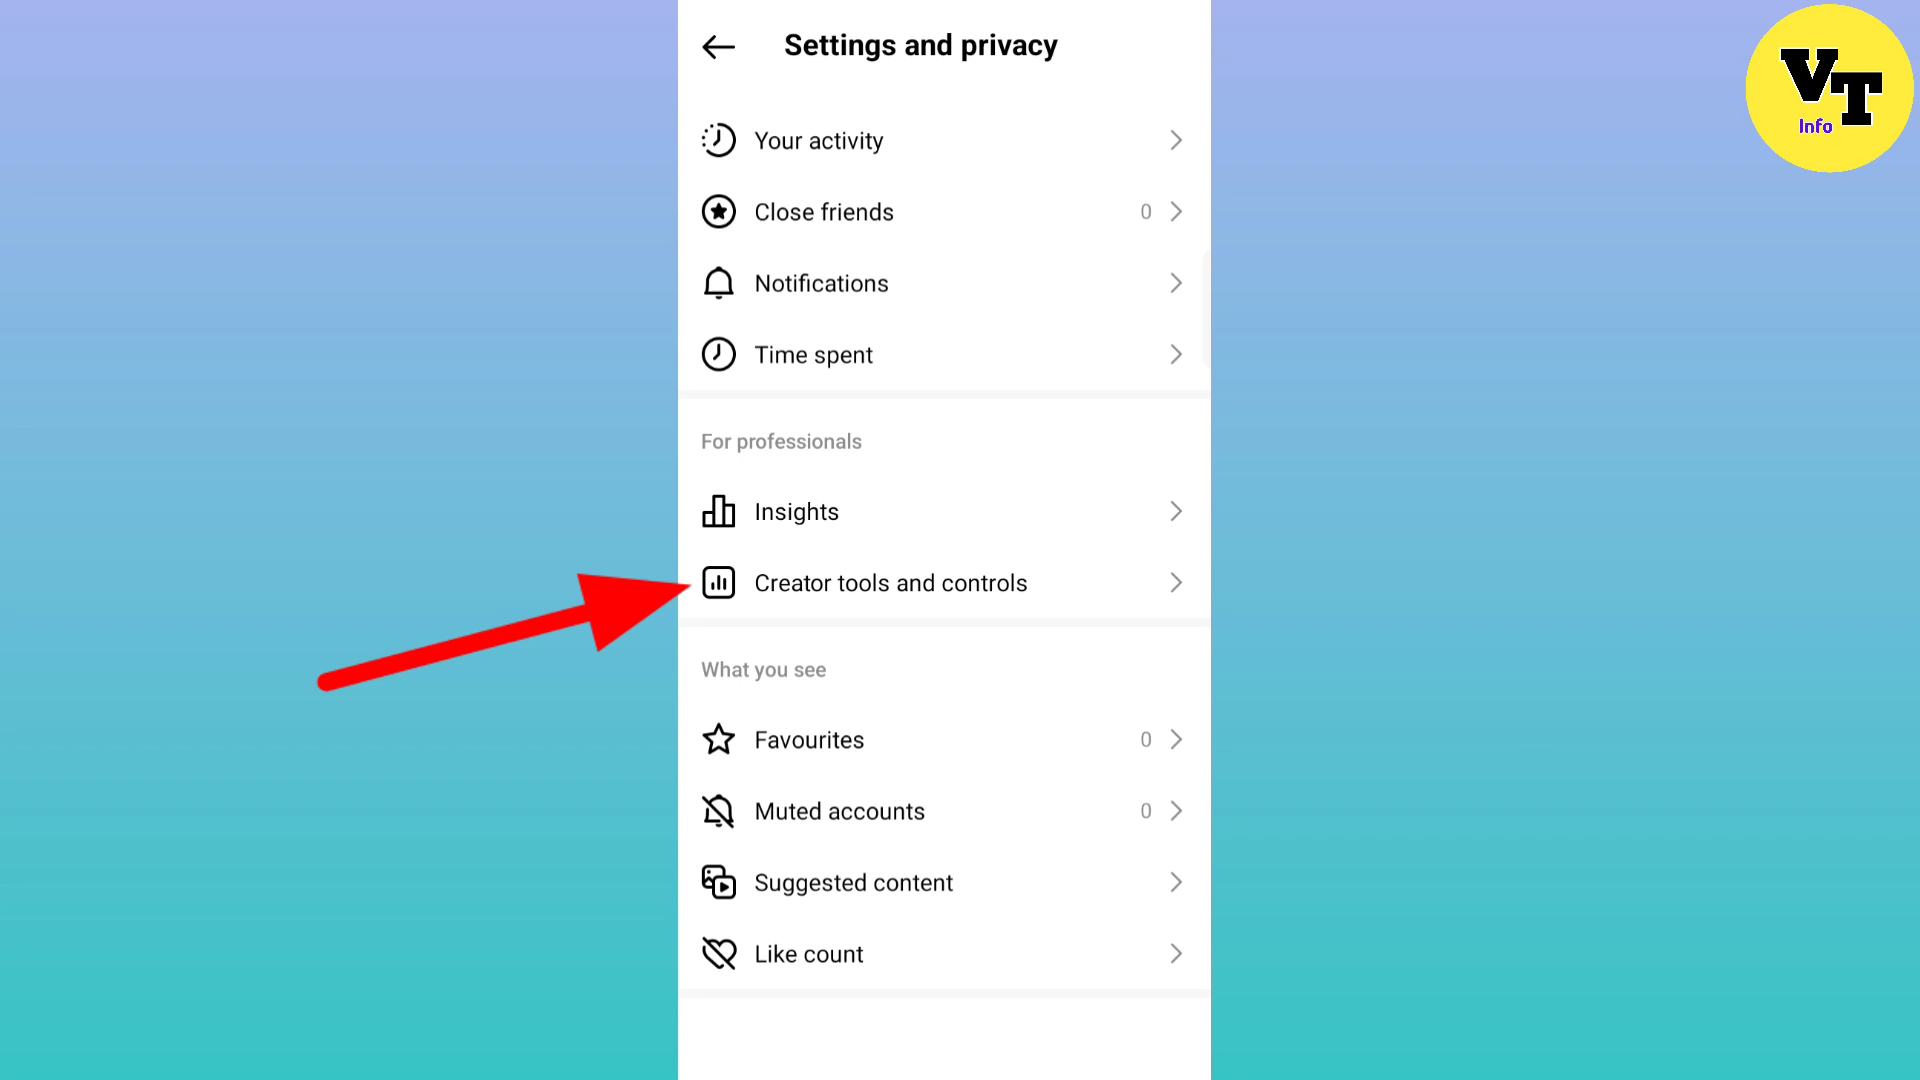 Settings and privacy
VT
Info
Your activity
Close friends 0
Notifications
Time spent
For professionals
Insights
Creator tools and controls
What you see
Favourites 0
Muted accounts 0
Suggested content
Like count